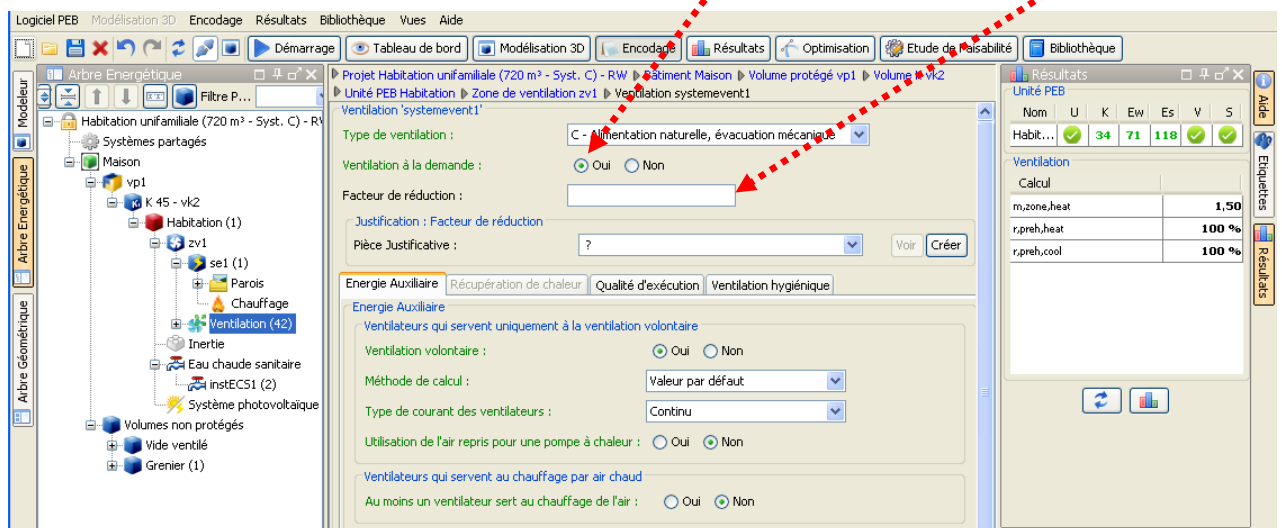 Logiciel PEB Modélisation 3D Encodage Résultats Bibliothèque Vues Aide
Démarrage Tableau de bord Modélisation 3D Encodage Résultats Optimisation Etude de Faisabilité Bibliothèque
Modeleur
Arbre Energétique
Arbre Géométrique
Arbre Energétique
Filtre P...
Habitation unifamiliale (720 m³ - Syst. C) - RW
Systèmes partagés
Maison
vp1
K 45 - vk2
Habitation (1)
zv1
se1 (1)
Parois
Chauffage
Ventilation (42)
Inertie
Eau chaude sanitaire
instECS1 (2)
Système photovoltaïque
Volumes non protégés
Vide ventilé
Grenier (1)
Projet Habitation unifamiliale (720 m³ - Syst. C) - RW Bâtiment Maison Volume protégé vp1 Volume K vk2
Unité PEB Habitation Zone de ventilation zv1 Ventilation systemevent1
Ventilation 'systemevent1'
Type de ventilation : C - Alimentation naturelle, évacuation mécanique
Ventilation à la demande : Oui Non
Facteur de réduction :
Justification : Facteur de réduction
Pièce Justificative : ? Voir Créer
Energie Auxiliaire Récupération de chaleur Qualité d'exécution Ventilation hygiénique
Energie Auxiliaire
Ventilateurs qui servent uniquement à la ventilation volontaire
Ventilation volontaire : Oui Non
Méthode de calcul : Valeur par défaut
Type de courant des ventilateurs : Continu
Utilisation de l'air repris pour une pompe à chaleur : Oui Non
Ventilateurs qui servent au chauffage par air chaud
Au moins un ventilateur sert au chauffage de l'air : Oui Non
Résultats
Unité PEB
Nom U K Ew Es V S
Habit... 34 71 118
Ventilation
Calcul
m,zone,heat 1,50
r,preh,heat 100 %
r,preh,cool 100 %
Aide
Etiquettes
Résultats